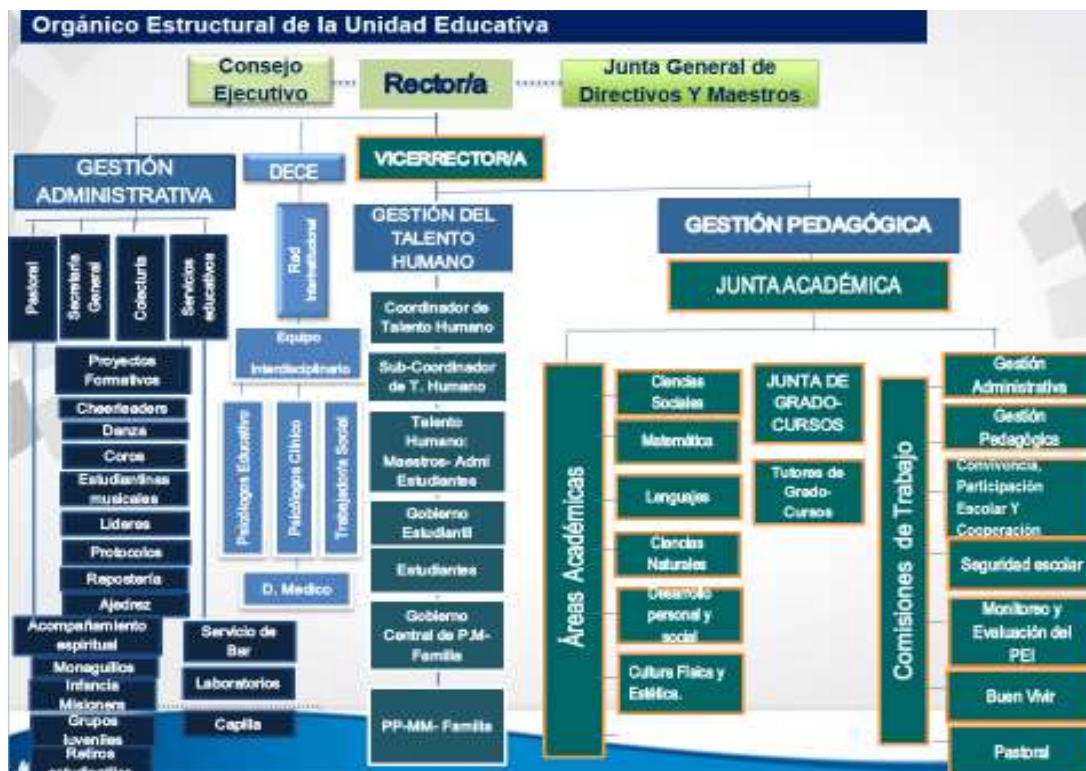 Orgánico Estructural de la Unidad Educativa
Consejo
Ejecutivo
Rector/a
Junta General de
Directivos Y Maestros
VICERRECTOR/A
GESTIÓN
ADMINISTRATIVA
DECE
GESTIÓN DEL
TALENTO
HUMANO
GESTIÓN PEDAGÓGICA
JUNTA ACADÉMICA
Pastoral
Secretaría
General
Colecturía
Servicios
educativos
Proyectos
Formativos
Cheerleaders
Danza
Coros
Estudiantinas
musicales
Lideres
Protocolos
Repostería
Ajedrez
Acompañamiento
espiritual
Monaguillos
Infancia
Misionera
Grupos
juveniles
Retiros
Servicio de
Bar
Laboratorios
Capilla
Red
Interinstitucional
Equipo
Interdisciplinario
Psicólogos Educativo
Psicólogos Clínico
Trabajador/a Social
D. Medico
Coordinador de
Talento Humano
Sub-Coordinador
de T. Humano
Talento
Humano:
Maestros- Admi
Estudiantes
Gobierno
Estudiantil
Estudiantes
Gobierno
Central de P.M-
Familia
PP-MM- Familia
Áreas Académicas
Ciencias
Sociales
Matemática
Lenguajes
Ciencias
Naturales
Desarrollo
personal y
social
Cultura Física y
Estética.
JUNTA DE
GRADO-
CURSOS
Tutores de
Grado-
Cursos
Comisiones de Trabajo
Gestión
Administrativa
Gestión
Pedagógica
Convivencia,
Participación
Escolar Y
Cooperación
Seguridad escolar
Monitoreo y
Evaluación del
PEI
Buen Vivir
Pastoral